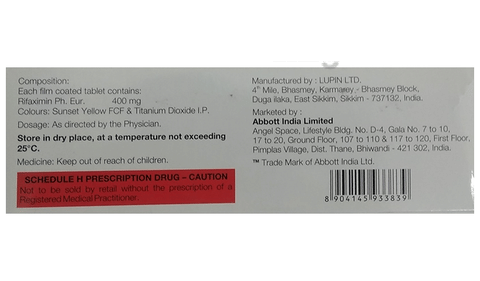 Composition:
Each film coated tablet contains:
Rifaximin Ph. Eur. 400 mg
Colours: Sunset Yellow FCF & Titanium Dioxide I.P.
Dosage: As directed by the Physician.
Store in dry place, at a temperature not exceeding
25°C.
Medicine: Keep out of reach of children.
SCHEDULE H PRESCRIPTION DRUG – CAUTION
Not to be sold by retail without the prescription of a
Registered Medical Practitioner.
Manufactured by : LUPIN LTD.
4th Mile, Bhasmey, Karmarey - Bhasmey Block,
Duga ilaka, East Sikkim, Sikkim - 737132, India.
Marketed by :
Abbott India Limited
Angel Space, Lifestyle Bldg. No. D-4, Gala No. 7 to 10,
17 to 20, Ground Floor, 107 to 110 & 117 to 120, First Floor,
Pimplas Village, Dist. Thane, Bhiwandi - 421 302, India.
™ Trade Mark of Abbott India Ltd.
8 904145 933839